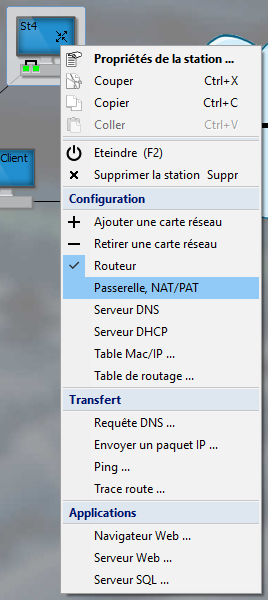 St4
Client
Propriétés de la station ...
Couper Ctrl+X
Copier Ctrl+C
Coller Ctrl+V
Eteindre (F2)
Supprimer la station Suppr
Configuration
Ajouter une carte réseau
Retirer une carte réseau
Routeur
Passerelle, NAT/PAT
Serveur DNS
Serveur DHCP
Table Mac/IP ...
Table de routage ...
Transfert
Requête DNS ...
Envoyer un paquet IP ...
Ping ...
Trace route ...
Applications
Navigateur Web ...
Serveur Web ...
Serveur SQL ...